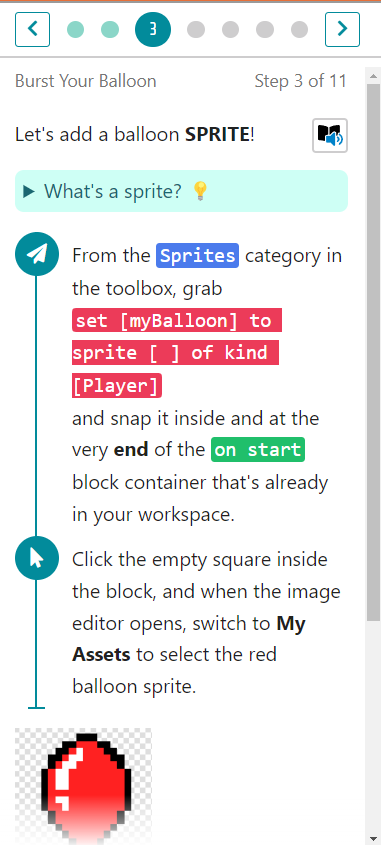 3
Burst Your Balloon Step 3 of 11
Let's add a balloon SPRITE!
What's a sprite? 💡
From the Sprites category in
the toolbox, grab
set [myBalloon] to
sprite [ ] of kind
[Player]
and snap it inside and at the
very end of the on start
block container that's already
in your workspace.
Click the empty square inside
the block, and when the image
editor opens, switch to My
Assets to select the red
balloon sprite.